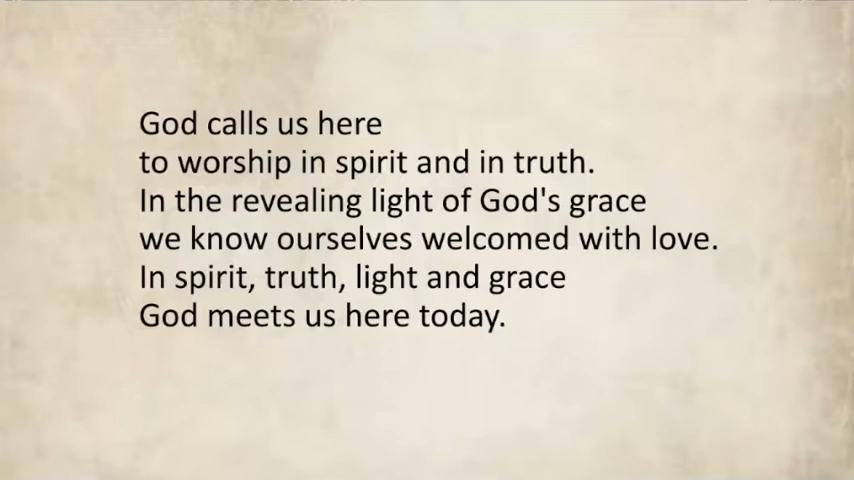 God calls us here
to worship in spirit and in truth.
In the revealing light of God's grace
we know ourselves welcomed with love.
In spirit, truth, light and grace
God meets us here today.